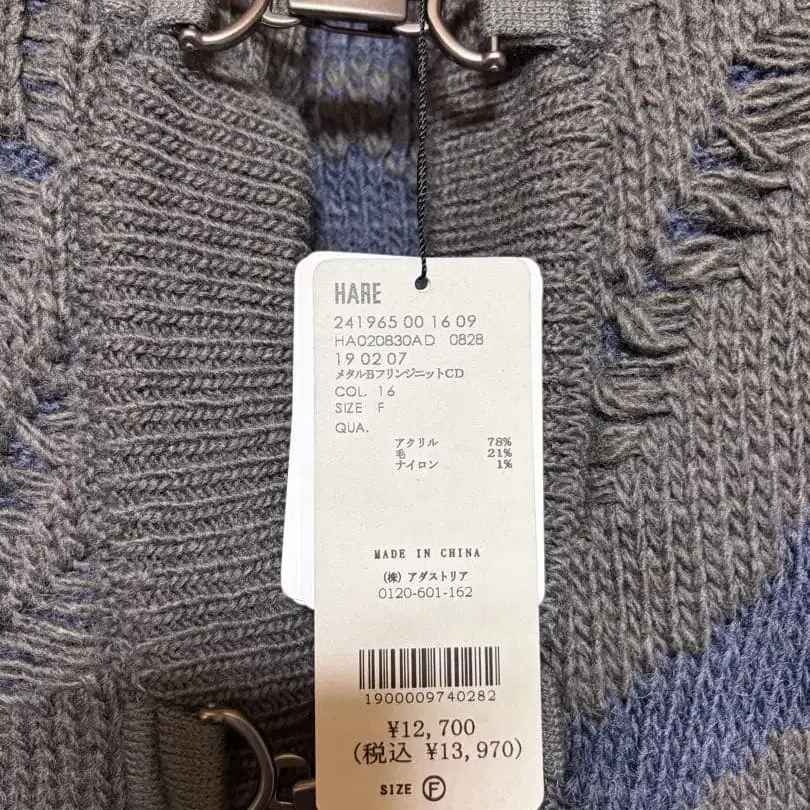 HARE
241965 00 16 09
HA020830AD 0828
19 02 07
メタルBフリンジニットCD
COL. 16
SIZE F
QUA.
アクリル 78%
毛 21%
ナイロン 1%
MADE IN CHINA
(株) アダストリア
0120-601-162
1900009740282
¥12,700
(税込 ¥13,970)
SIZE F